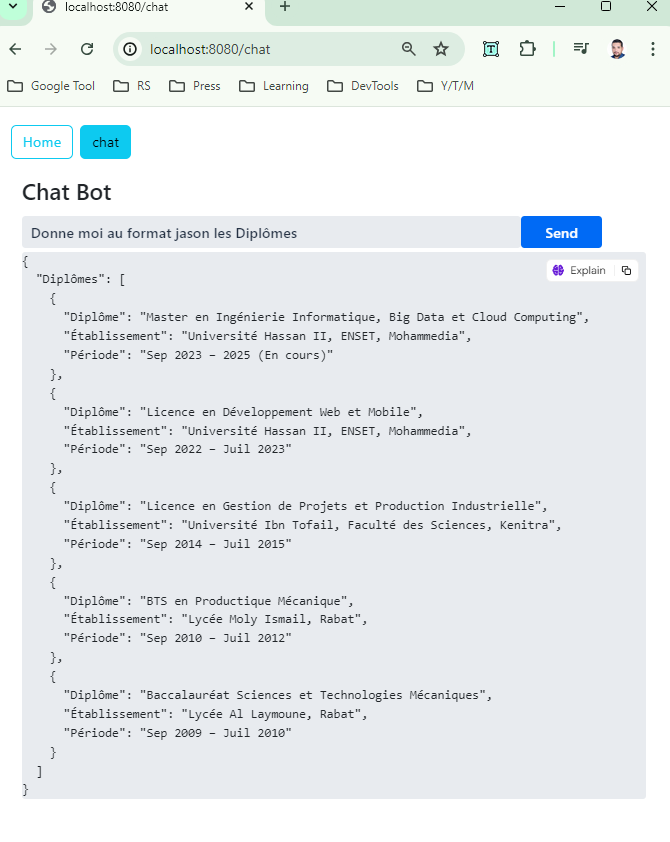 localhost:8080/chat
localhost:8080/chat
Google Tool RS Press Learning DevTools Y/T/M
Home chat
Chat Bot
Donne moi au format jason les Diplômes Send
Explain
{
"Diplômes": [
{
"Diplôme": "Master en Ingénierie Informatique, Big Data et Cloud Computing",
"Établissement": "Université Hassan II, ENSET, Mohammedia",
"Période": "Sep 2023 – 2025 (En cours)"
},
{
"Diplôme": "Licence en Développement Web et Mobile",
"Établissement": "Université Hassan II, ENSET, Mohammedia",
"Période": "Sep 2022 – Juil 2023"
},
{
"Diplôme": "Licence en Gestion de Projets et Production Industrielle",
"Établissement": "Université Ibn Tofail, Faculté des Sciences, Kenitra",
"Période": "Sep 2014 – Juil 2015"
},
{
"Diplôme": "BTS en Productique Mécanique",
"Établissement": "Lycée Moly Ismail, Rabat",
"Période": "Sep 2010 – Juil 2012"
},
{
"Diplôme": "Baccalauréat Sciences et Technologies Mécaniques",
"Établissement": "Lycée Al Laymoune, Rabat",
"Période": "Sep 2009 – Juil 2010"
}
]
}